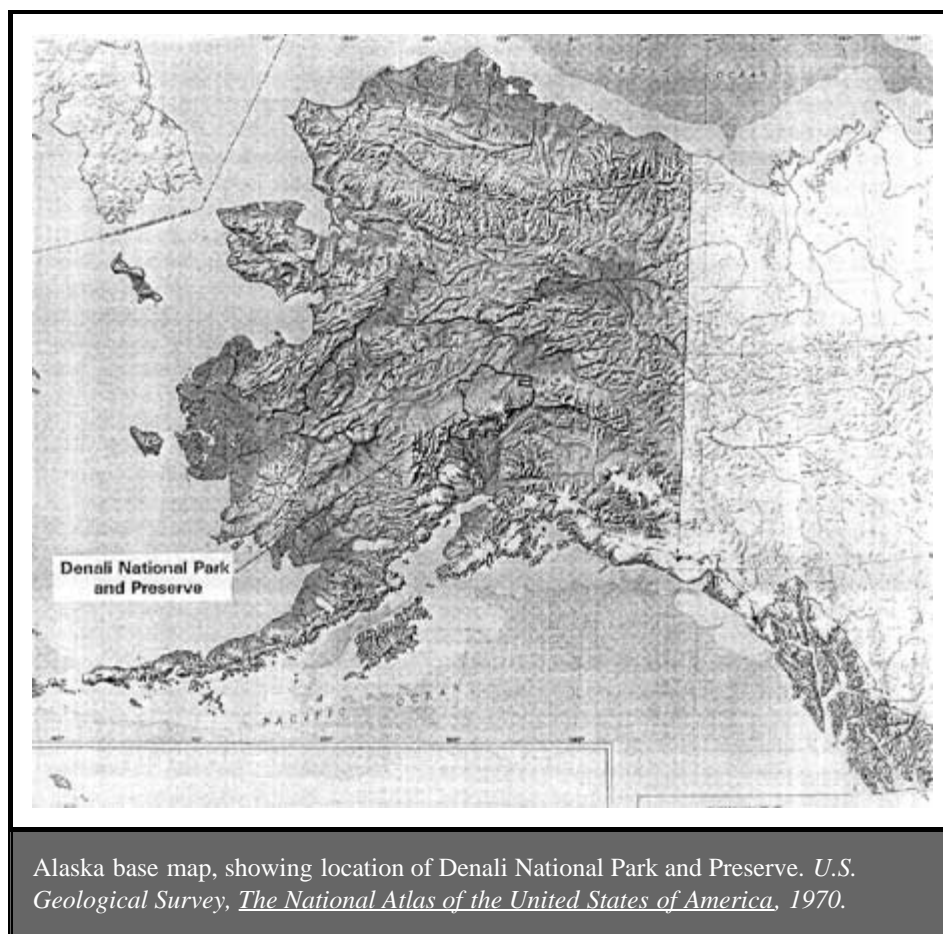 ARCTIC OCEAN
Denali National Park
and Preserve
PACIFIC OCEAN
Alaska base map, showing location of Denali National Park and Preserve. U.S.
Geological Survey, The National Atlas of the United States of America, 1970.